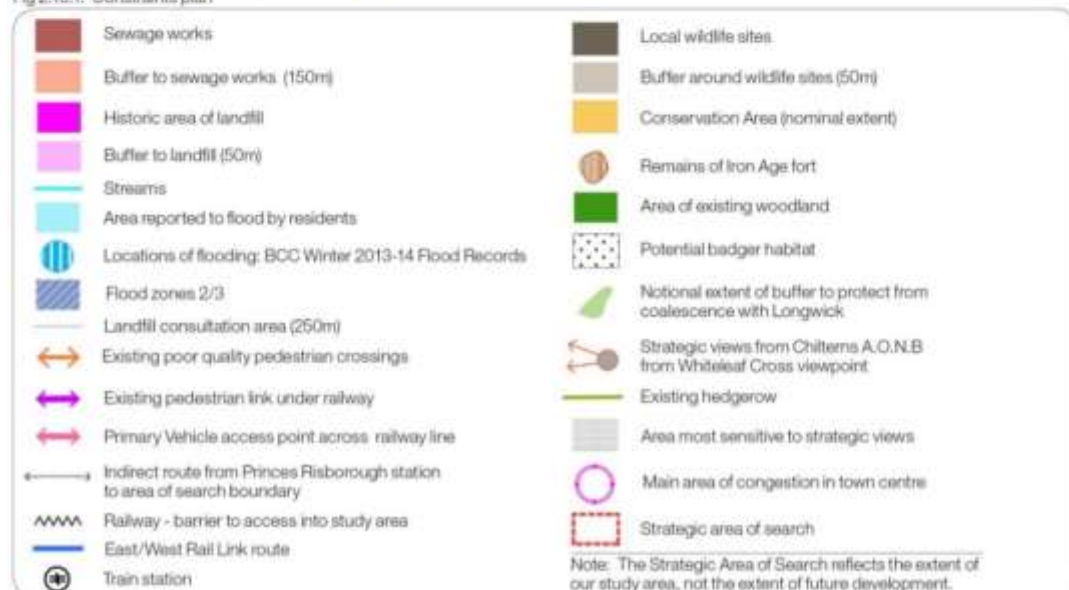 Sewage works
Buffer to sewage works (150m)
Historic area of landfill
Buffer to landfill (50m)
Streams
Area reported to flood by residents
Locations of flooding: BCC Winter 2013-14 Flood Records
Flood zones 2/3
Landfill consultation area (250m)
Existing poor quality pedestrian crossings
Existing pedestrian link under railway
Primary Vehicle access point across railway line
Indirect route from Princes Risborough station
to area of search boundary
Railway - barrier to access into study area
East/West Rail Link route
Train station
Local wildlife sites
Buffer around wildlife sites (50m)
Conservation Area (nominal extent)
Remains of Iron Age fort
Area of existing woodland
Potential badger habitat
Notional extent of buffer to protect from
coalescence with Longwick
Strategic views from Chilterns A.O.N.B
from Whiteleaf Cross viewpoint
Existing hedgerow
Area most sensitive to strategic views
Main area of congestion in town centre
Strategic area of search
Note: The Strategic Area of Search reflects the extent of
our study area, not the extent of future development.